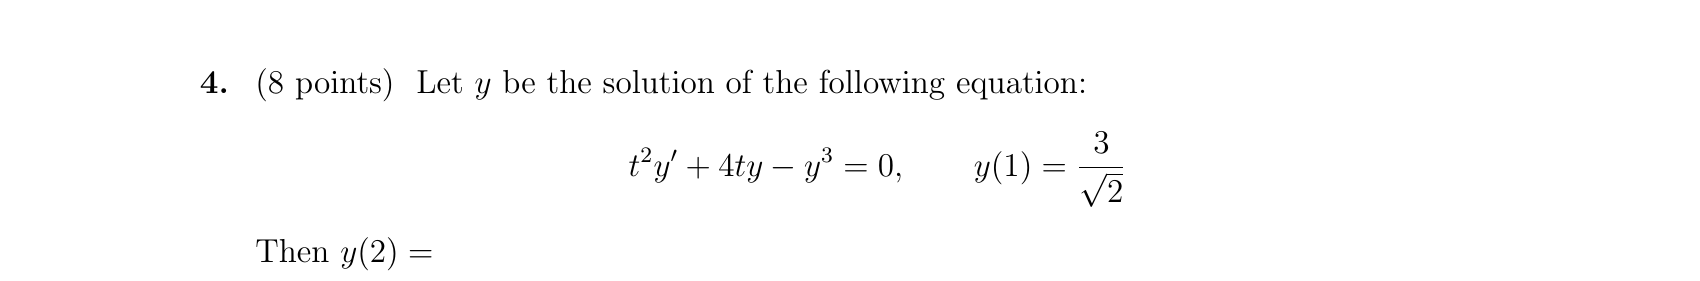 4. (8 points) Let y be the solution of the following equation:
t²y′ + 4ty − y³ = 0, y(1) = 3/√2
Then y(2) =